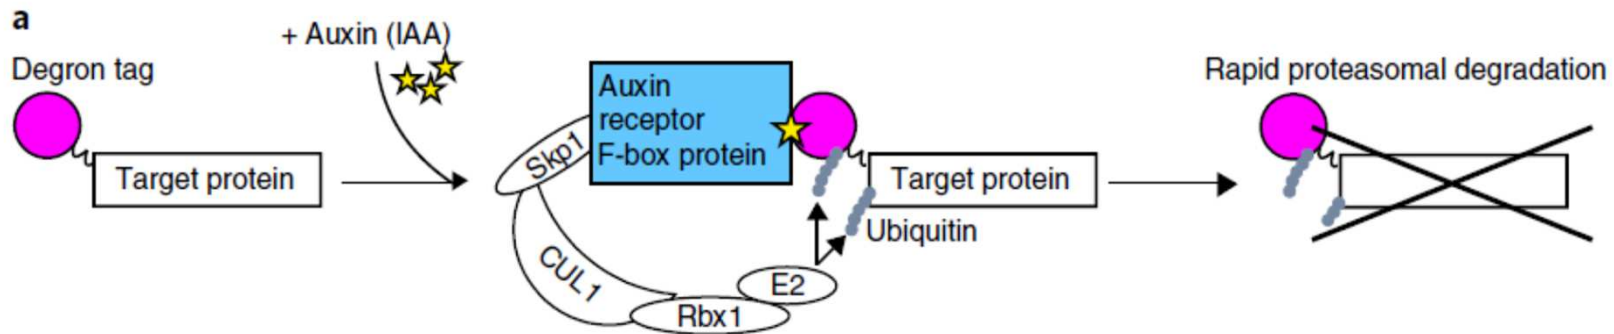 a
+ Auxin (IAA)
Degron tag
Target protein
Auxin
receptor
F-box protein
Skp1
CUL1
Rbx1
E2
Ubiquitin
Target protein
Rapid proteasomal degradation